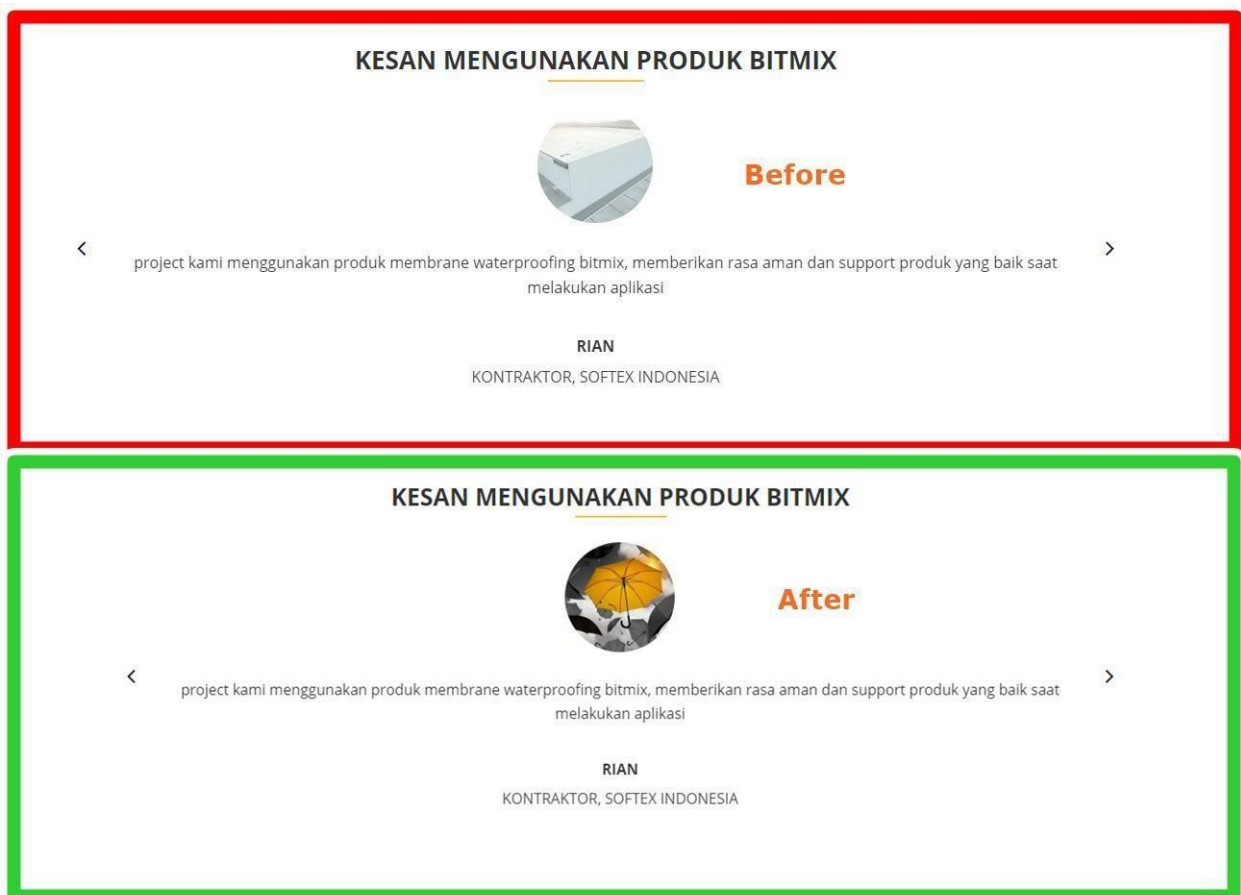 KESAN MENGUNAKAN PRODUK BITMIX
Before
project kami menggunakan produk membrane waterproofing bitmix, memberikan rasa aman dan support produk yang baik saat
melakukan aplikasi
RIAN
KONTRAKTOR, SOFTEX INDONESIA
KESAN MENGUNAKAN PRODUK BITMIX
After
project kami menggunakan produk membrane waterproofing bitmix, memberikan rasa aman dan support produk yang baik saat
melakukan aplikasi
RIAN
KONTRAKTOR, SOFTEX INDONESIA